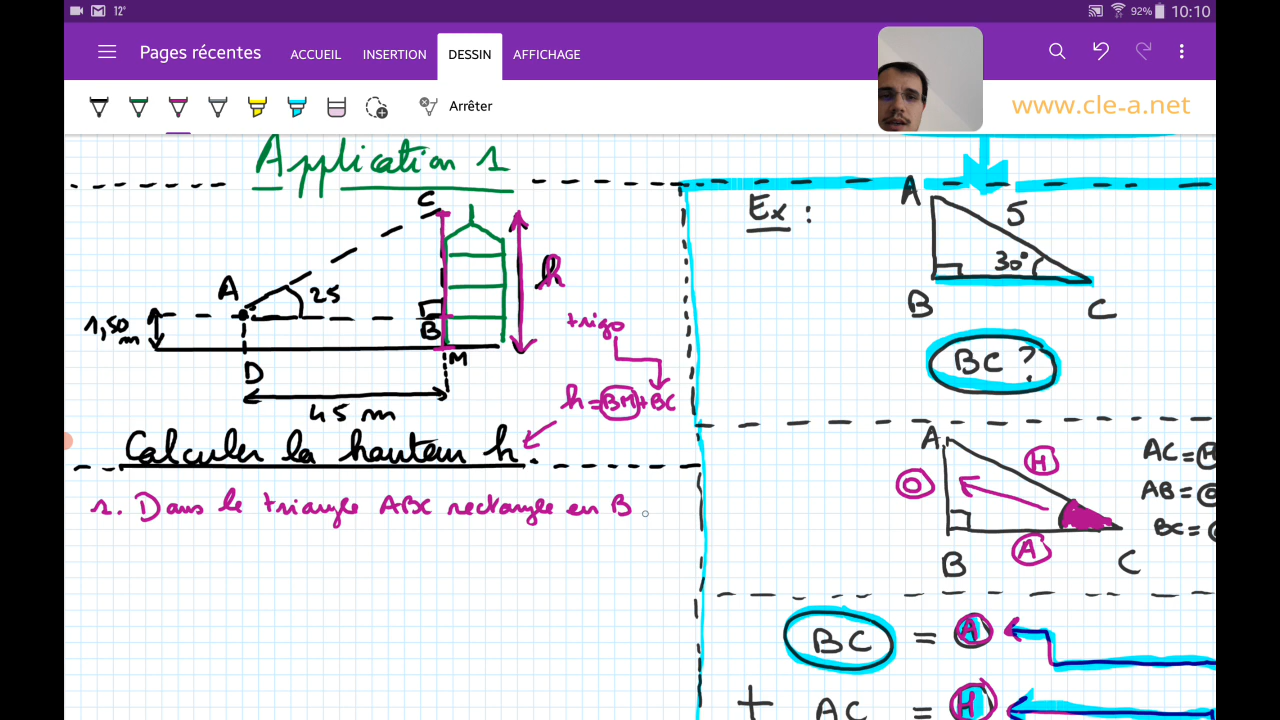 12°
92% 10:10
Pages récentes ACCUEIL INSERTION DESSIN AFFICHAGE
Arrêter
www.cle-a.net
Application 1
C
A
25
h
1,50
m
B
M
D
45 m
trigo
h = BM + BC
Calculer la hauteur h.
1. Dans le triangle ABC rectangle en B
Ex :
A
5
30°
B
C
BC ?
A
H
O
A
B
C
AC = H
AB = O
BC =
BC = A
AC = H